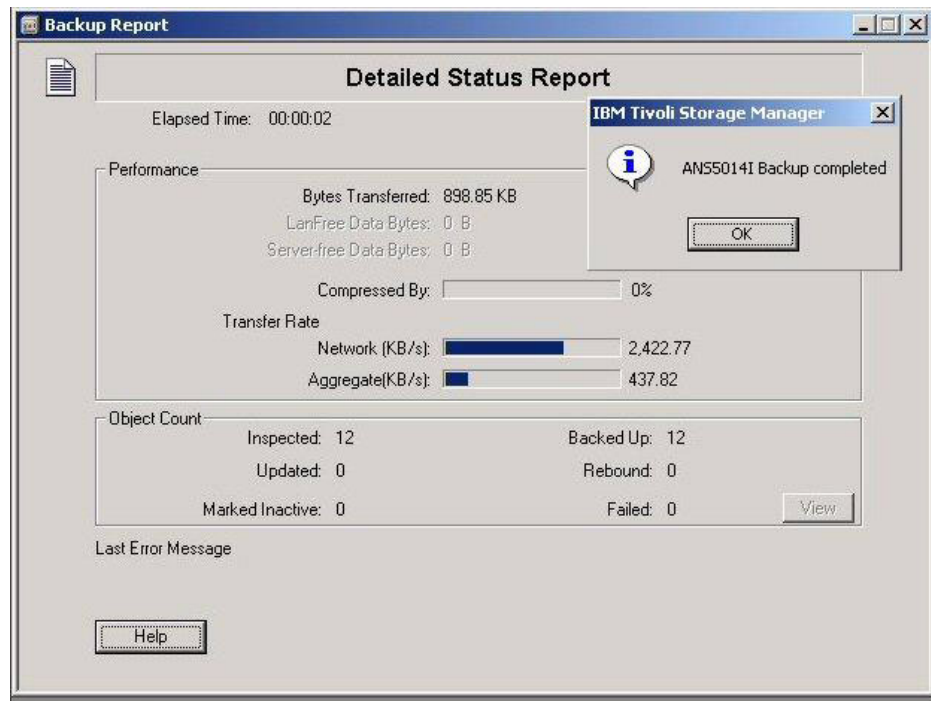 Backup Report
Detailed Status Report
Elapsed Time: 00:00:02
IBM Tivoli Storage Manager
ANS5014I Backup completed
OK
Performance
Bytes Transferred: 898.85 KB
LanFree Data Bytes: 0 B
Server-free Data Bytes: 0 B
Compressed By: 0%
Transfer Rate
Network (KB/s): 2,422.77
Aggregate(KB/s): 437.82
Object Count
Inspected: 12 Backed Up: 12
Updated: 0 Rebound: 0
Marked Inactive: 0 Failed: 0 View
Last Error Message
Help